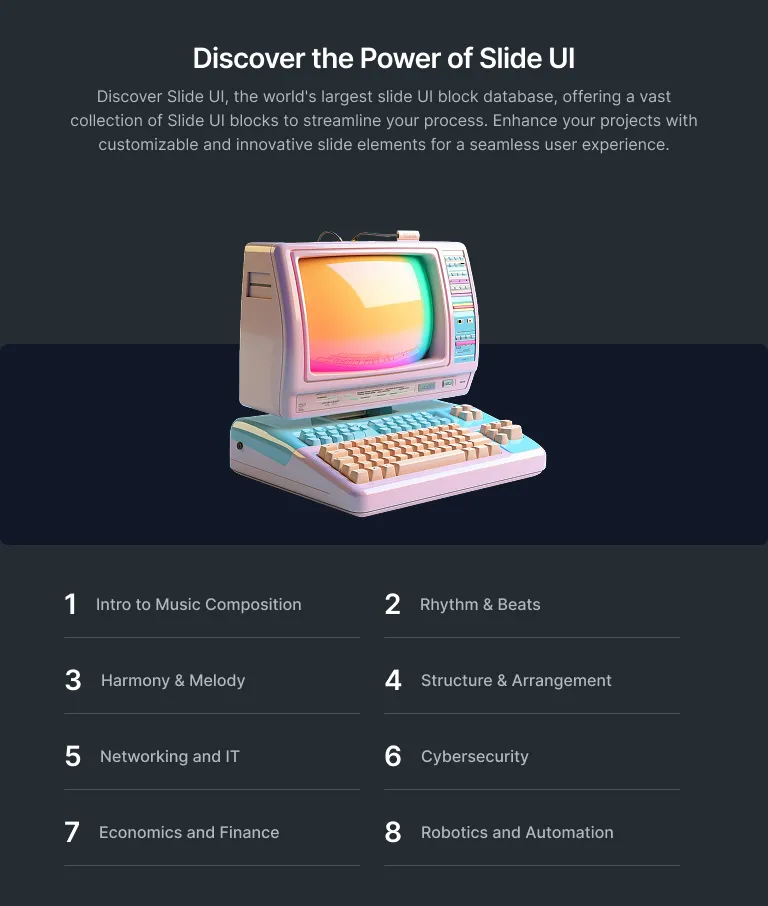 Discover the Power of Slide UI
Discover Slide UI, the world's largest slide UI block database, offering a vast
collection of Slide UI blocks to streamline your process. Enhance your projects with
customizable and innovative slide elements for a seamless user experience.
1 Intro to Music Composition
2 Rhythm & Beats
3 Harmony & Melody
4 Structure & Arrangement
5 Networking and IT
6 Cybersecurity
7 Economics and Finance
8 Robotics and Automation